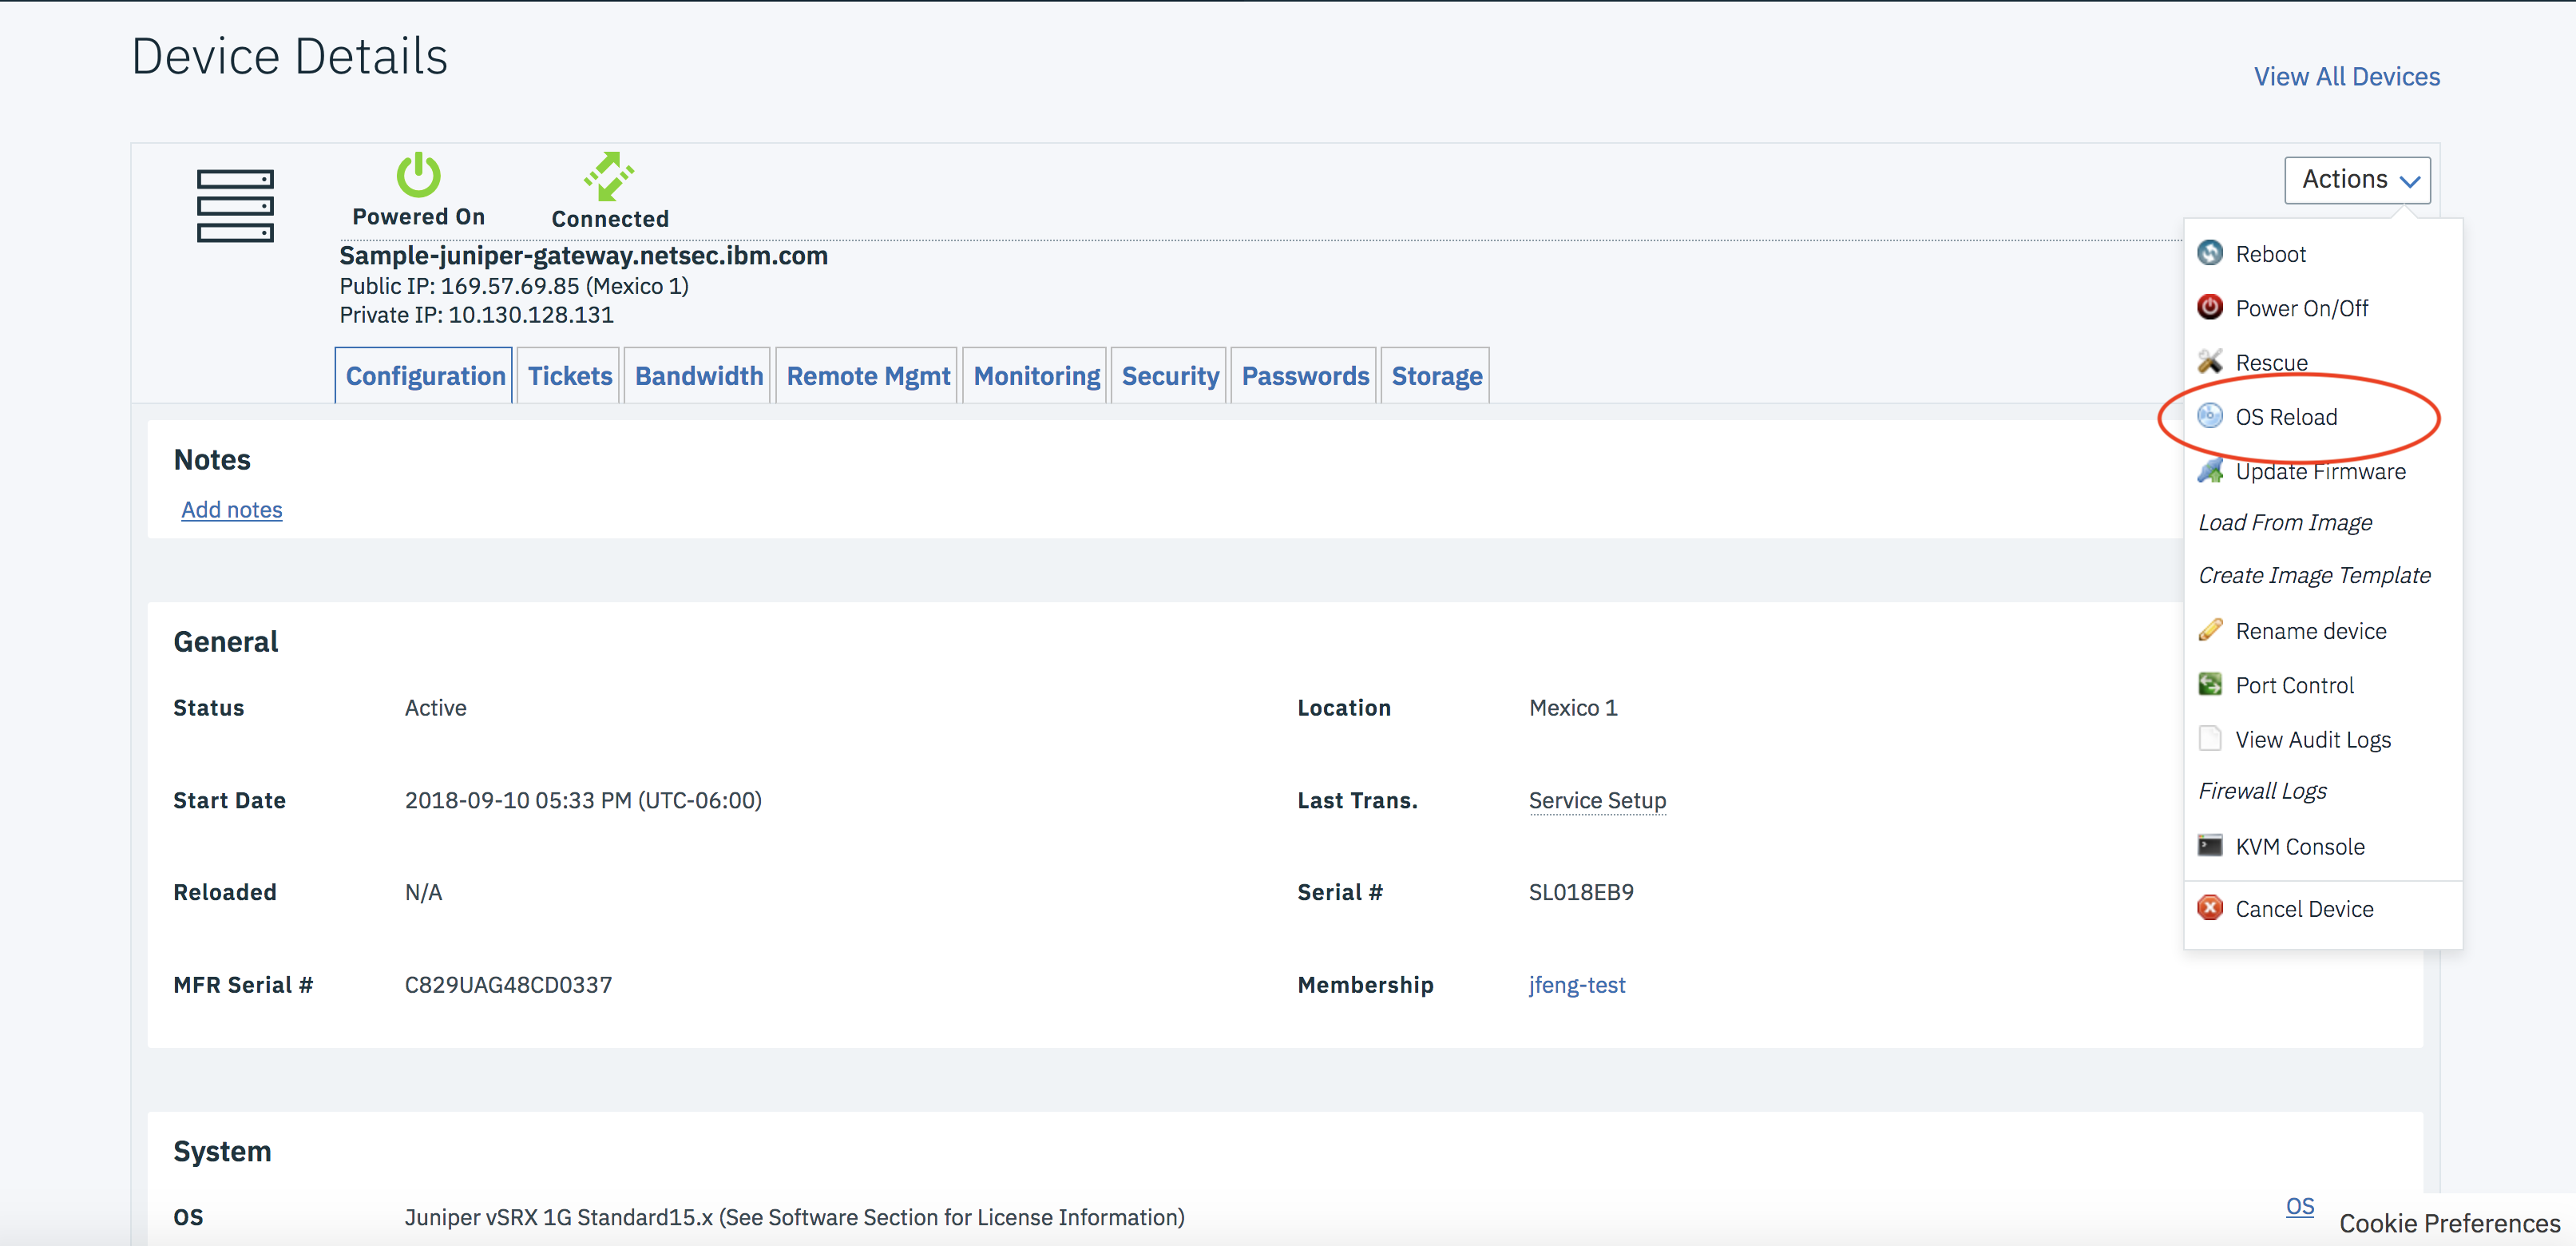 Device Details
View All Devices
Powered On
Connected
Actions
Sample-juniper-gateway.netsec.ibm.com
Public IP: 169.57.69.85 (Mexico 1)
Private IP: 10.130.128.131
Configuration
Tickets
Bandwidth
Remote Mgmt
Monitoring
Security
Passwords
Storage
Reboot
Power On/Off
Rescue
OS Reload
Update Firmware
Load From Image
Create Image Template
Rename device
Port Control
View Audit Logs
Firewall Logs
KVM Console
Cancel Device
Notes
Add notes
General
Status Active
Location Mexico 1
Start Date 2018-09-10 05:33 PM (UTC-06:00)
Last Trans. Service Setup
Reloaded N/A
Serial # SL018EB9
MFR Serial # C829UAG48CD0337
Membership jfeng-test
System
OS Juniper vSRX 1G Standard15.x (See Software Section for License Information)
OS
Cookie Preferences